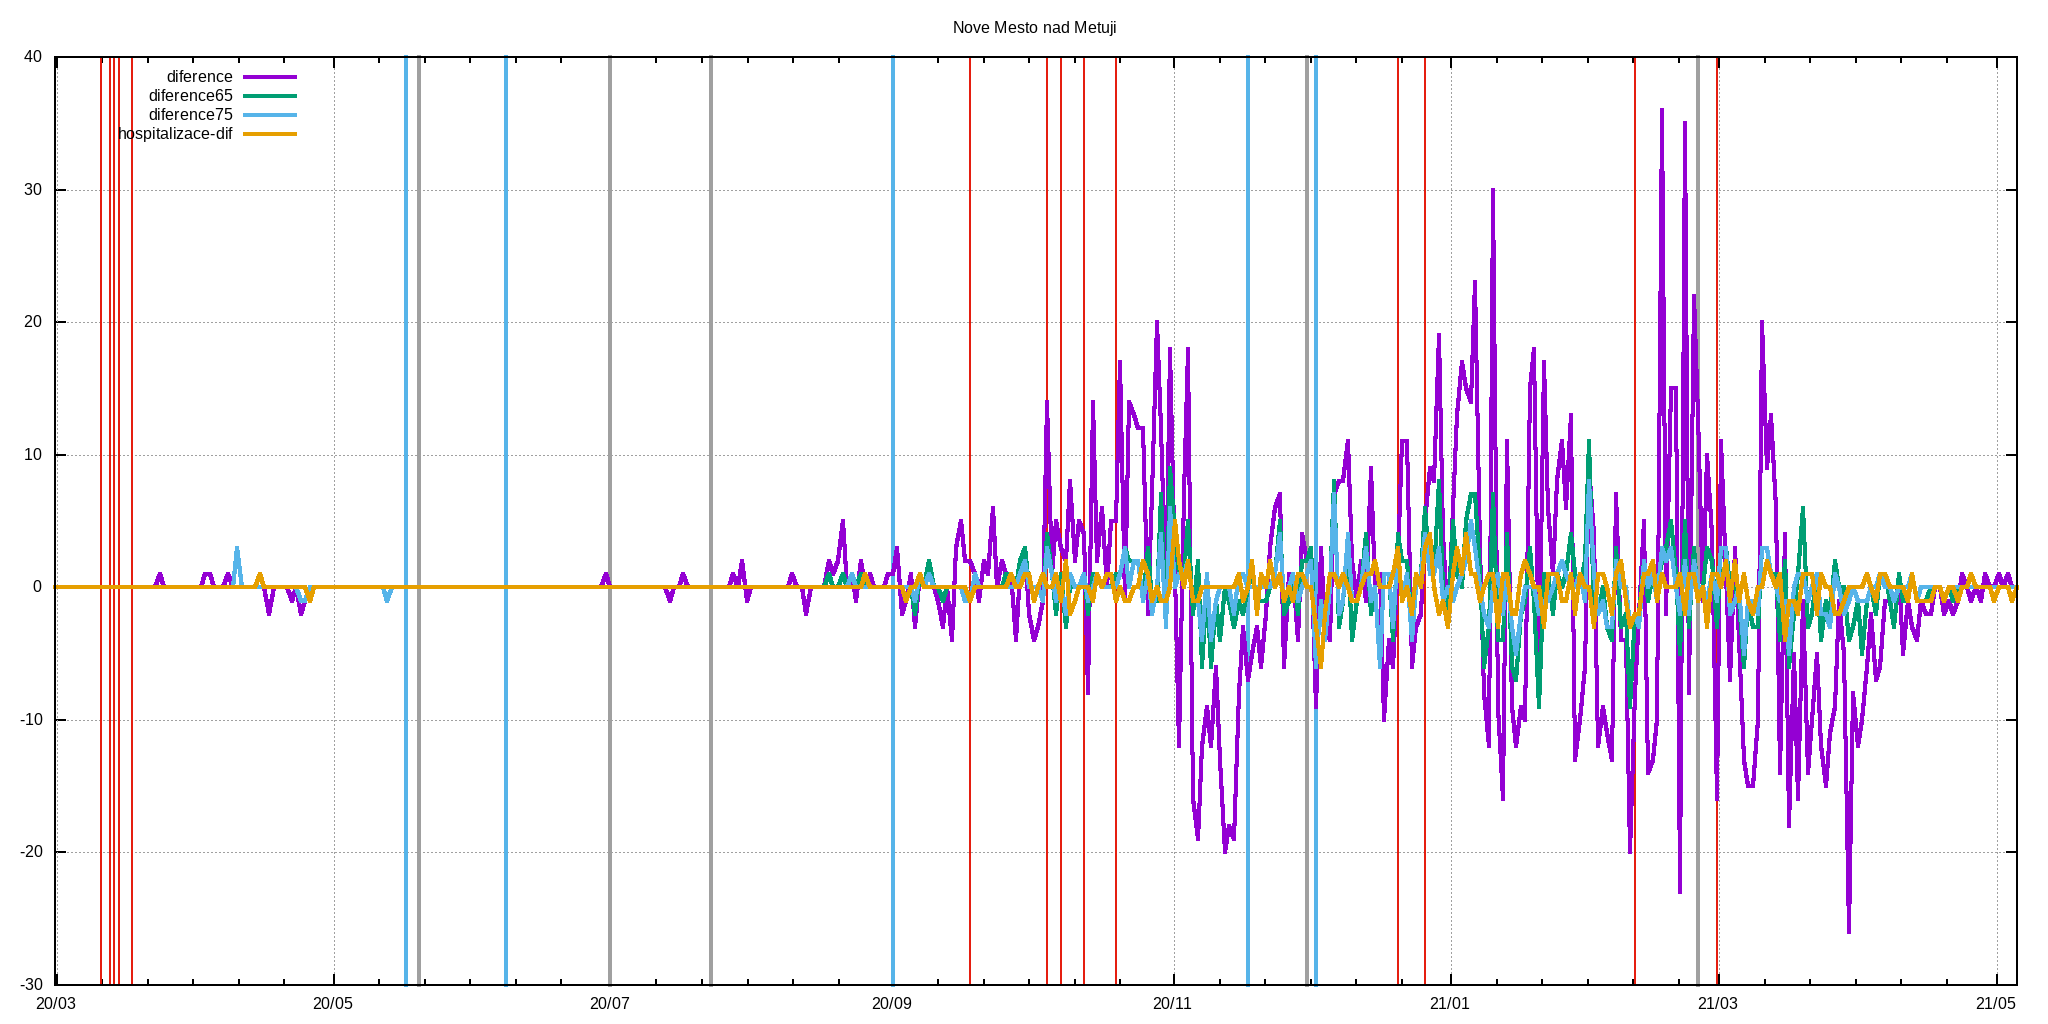 Nove Mesto nad Metuji
40
30
20
10
0
-10
-20
-30
diference
diference65
diference75
hospitalizace-dif
20/03 20/05 20/07 20/09 20/11 21/01 21/03 21/05